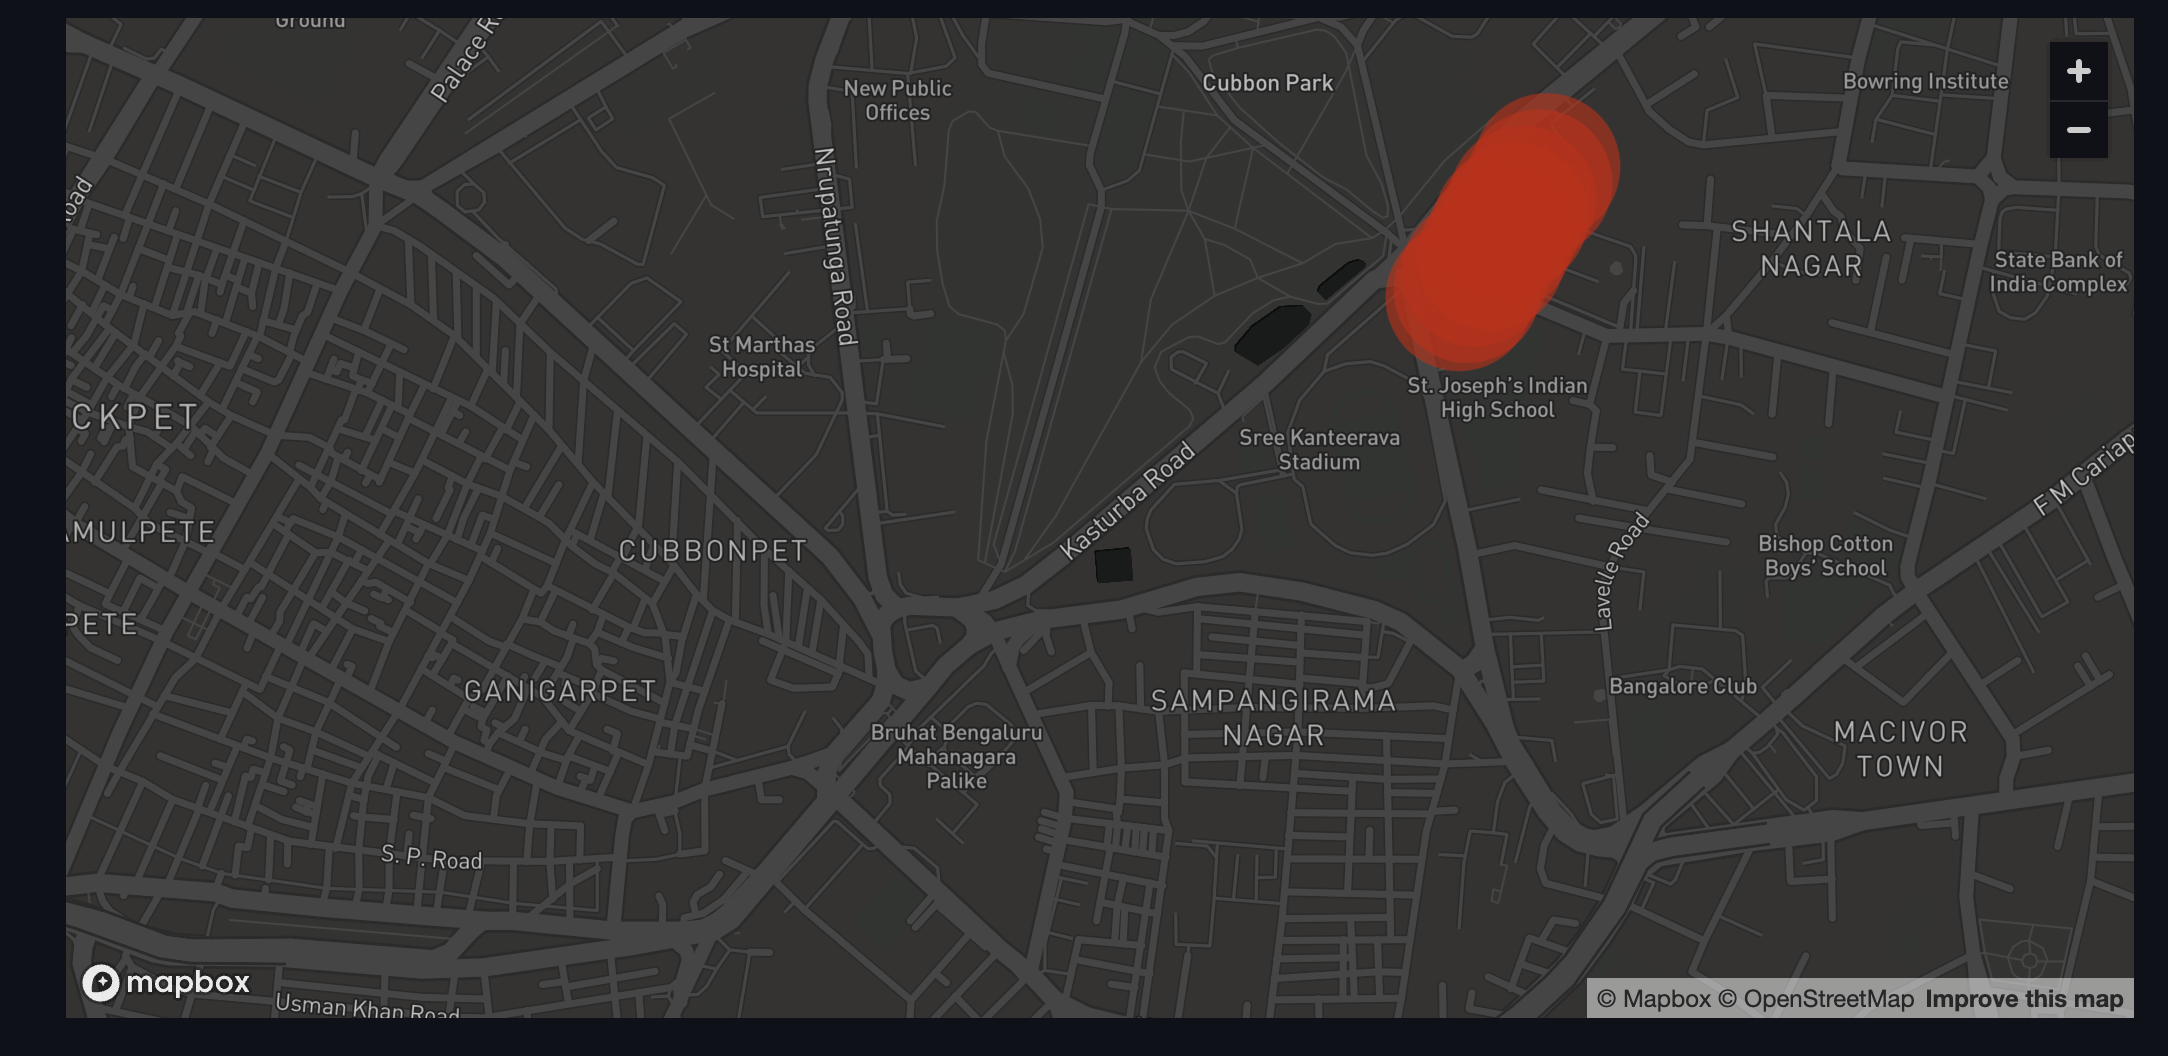 Ground
Palace R
New Public
Offices
Cubbon Park
Bowring Institute
Nrupatunga Road
oad
SHANTALA
NAGAR
State Bank of
India Complex
St Marthas
Hospital
St. Joseph's Indian
High School
CKPET
Sree Kanteerava
Stadium
Kasturba Road
F M Cariap
AMULPETE
CUBBONPET
Lavelle Road
Bishop Cotton
Boys' School
PETE
GANIGARPET
SAMPANGIRAMA
NAGAR
Bangalore Club
Bruhat Bengaluru
Mahanagara
Palike
MACIVOR
TOWN
S. P. Road
mapbox
Usman Khan Road
© Mapbox © OpenStreetMap Improve this map